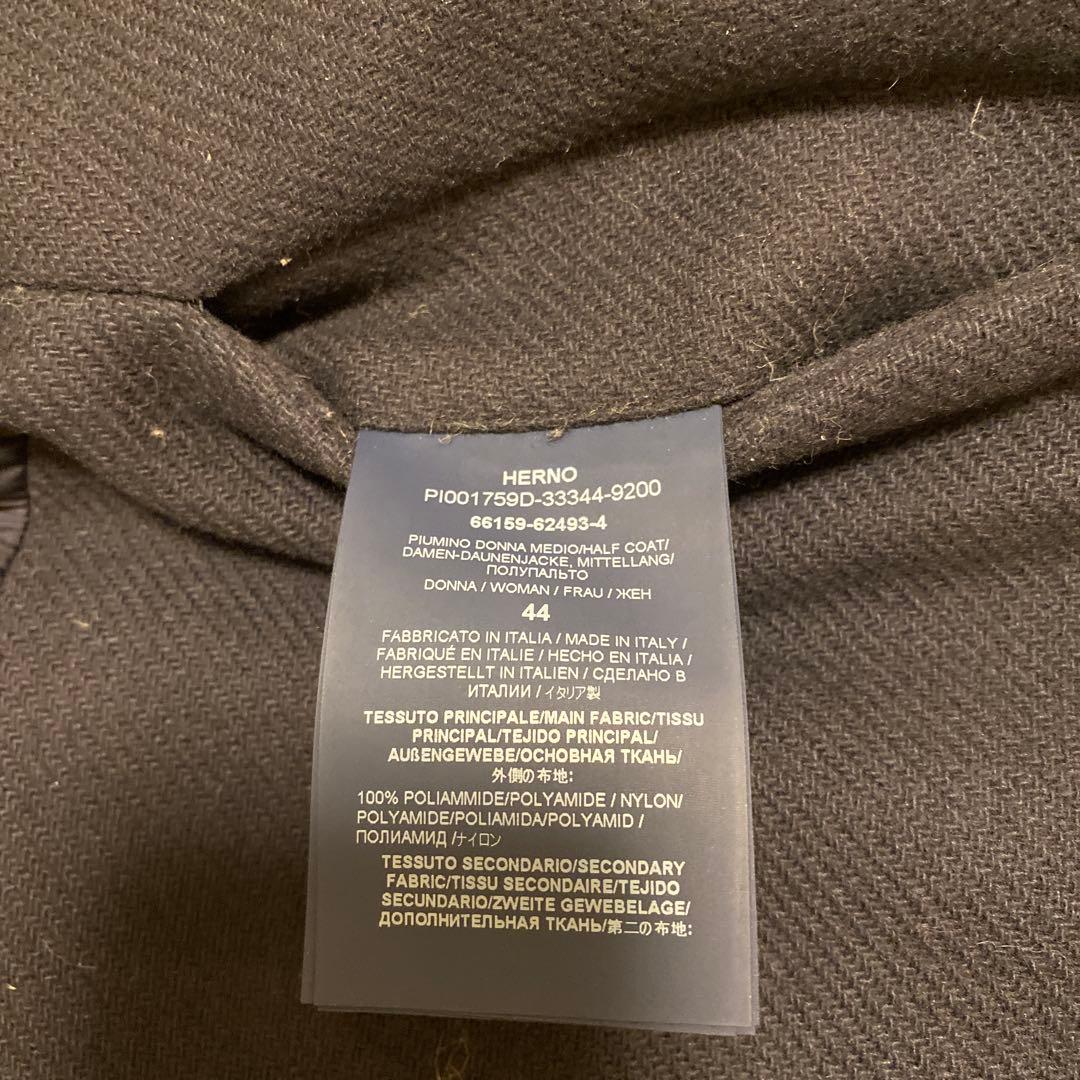 HERNO
PI001759D-33344-9200
66159-62493-4
PIUMINO DONNA MEDIO/HALF COAT/
DAMEN-DAUNENJACKE, MITTELLANG/
ПОЛУПАЛЬТО
DONNA / WOMAN / FRAU / ЖЕН
44
FABBRICATO IN ITALIA / MADE IN ITALY /
FABRIQUÉ EN ITALIE / HECHO EN ITALIA /
HERGESTELLT IN ITALIEN / СДЕЛАНО В
ИТАЛИИ / イタリア製
TESSUTO PRINCIPALE/MAIN FABRIC/TISSU
PRINCIPAL/TEJIDO PRINCIPAL/
AUßENGEWEBE/ОСНОВНАЯ ТКАНЬ/
外側の布地:
100% POLIAMMIDE/POLYAMIDE / NYLON/
POLYAMIDE/POLIAMIDA/POLYAMID /
ПОЛИАМИД /ナイロン
TESSUTO SECONDARIO/SECONDARY
FABRIC/TISSU SECONDAIRE/TEJIDO
SECUNDARIO/ZWEITE GEWEBELAGE/
ДОПОЛНИТЕЛЬНАЯ ТКАНЬ/第二の布地: